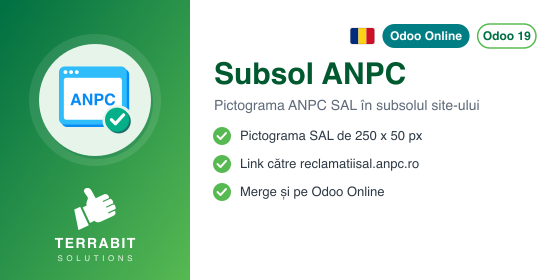 Odoo Online
Odoo 19
Subsol ANPC
Pictograma ANPC SAL în subsolul site-ului
Pictograma SAL de 250 x 50 px
Link către reclamatiisal.anpc.ro
Merge și pe Odoo Online
ANPC
TERRABIT
SOLUTIONS